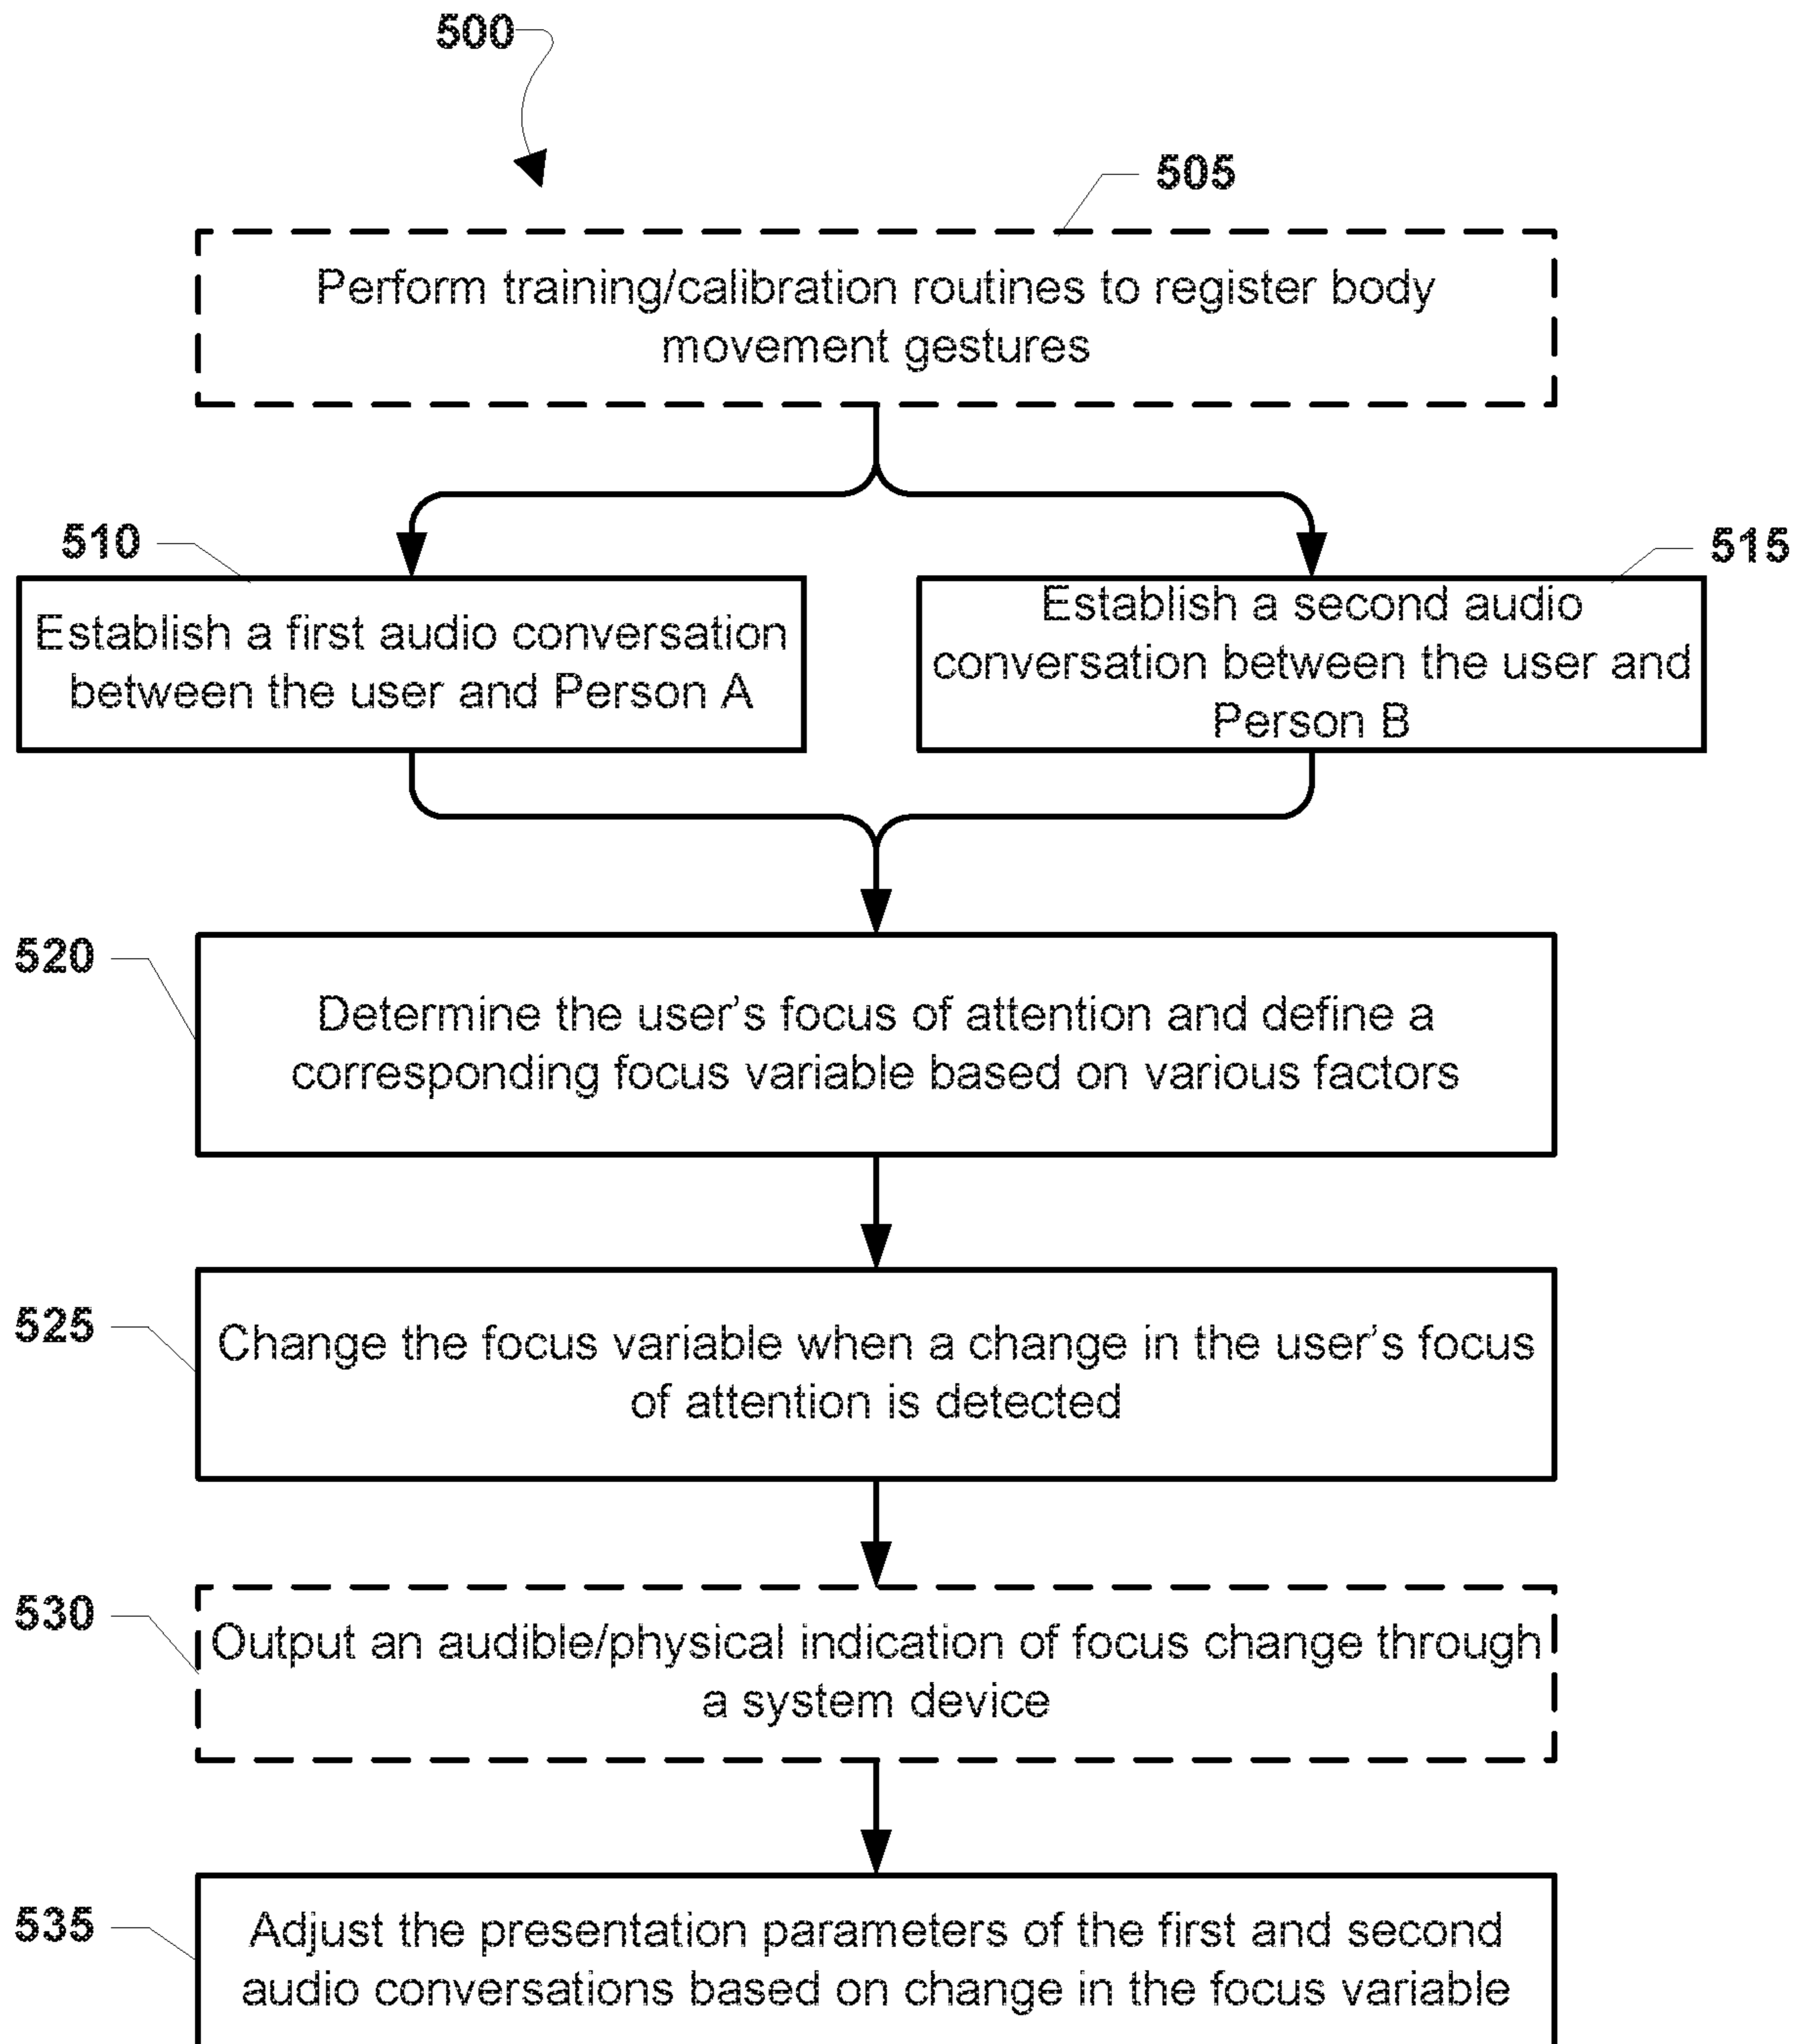 500
505
Perform training/calibration routines to register body
movement gestures
510
Establish a first audio conversation
between the user and Person A
515
Establish a second audio
conversation between the user and
Person B
520
Determine the user's focus of attention and define a
corresponding focus variable based on various factors
525
Change the focus variable when a change in the user's focus
of attention is detected
530
Output an audible/physical indication of focus change through
a system device
535
Adjust the presentation parameters of the first and second
audio conversations based on change in the focus variable